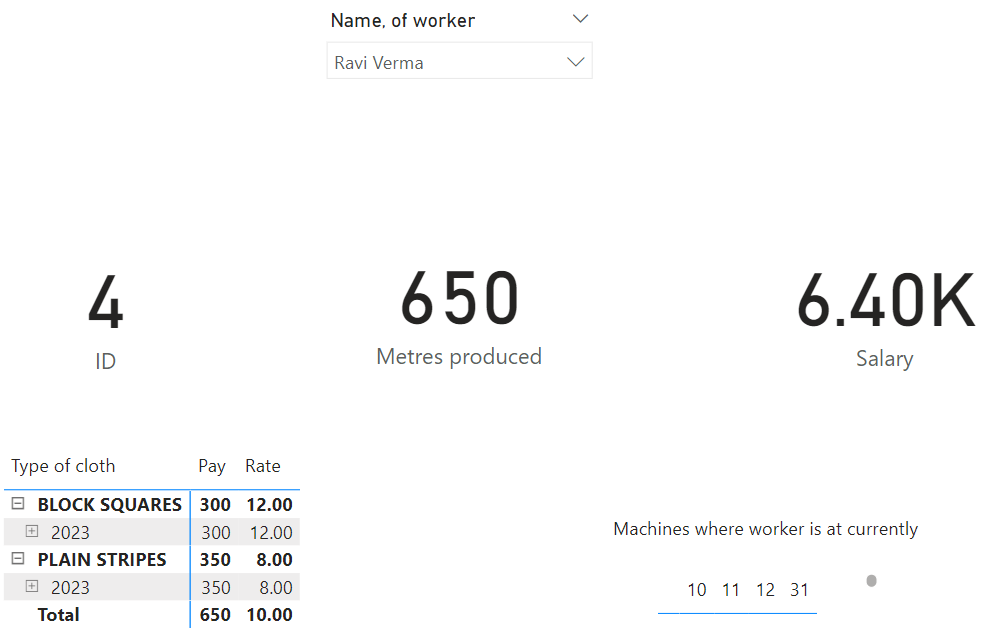 Name, of worker
Ravi Verma
4
ID
650
Metres produced
6.40K
Salary
Type of cloth Pay Rate
BLOCK SQUARES 300 12.00
2023 300 12.00
PLAIN STRIPES 350 8.00
2023 350 8.00
Total 650 10.00
Machines where worker is at currently
10 11 12 31